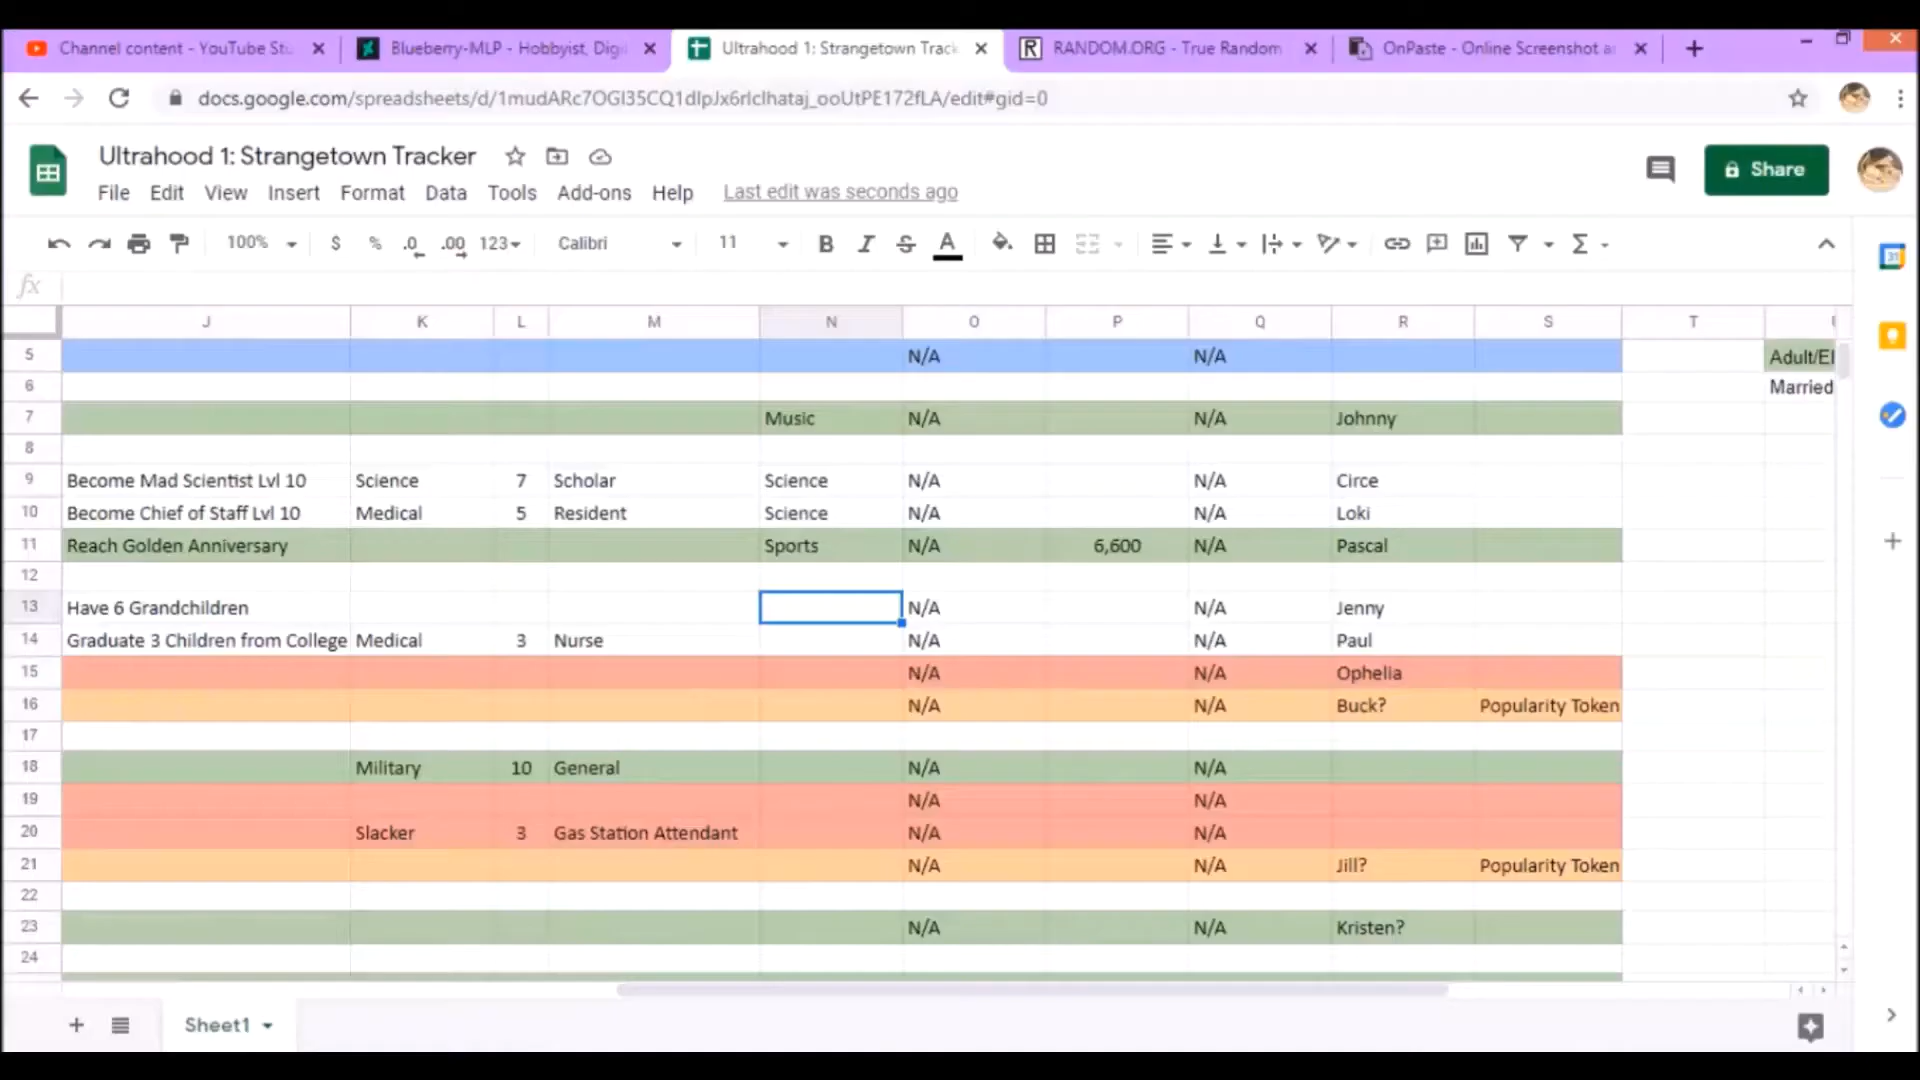 Channel content - YouTube Stu
Blueberry-MLP - Hobbyist, Digi
Ultrahood 1: Strangetown Track
RANDOM.ORG - True Random
OnPaste - Online Screenshot a
docs.google.com/spreadsheets/d/1mudARc7OGI35CQ1dlpJx6rlcIhataj_ooUtPE172fLA/edit#gid=0
Ultrahood 1: Strangetown Tracker
Share
File Edit View Insert Format Data Tools Add-ons Help Last edit was seconds ago
100% $ % .0 .00 123 Calibri 11 B I S A
fx
J K L M N O P Q R S T
5 N/A N/A Adult/El
6 Married
7 Music N/A N/A Johnny
8
9 Become Mad Scientist Lvl 10 Science 7 Scholar Science N/A N/A Circe
10 Become Chief of Staff Lvl 10 Medical 5 Resident Science N/A N/A Loki
11 Reach Golden Anniversary Sports N/A 6,600 N/A Pascal
12
13 Have 6 Grandchildren N/A N/A Jenny
14 Graduate 3 Children from College Medical 3 Nurse N/A N/A Paul
15 N/A N/A Ophelia
16 N/A N/A Buck? Popularity Token
17
18 Military 10 General N/A N/A
19 N/A N/A
20 Slacker 3 Gas Station Attendant N/A N/A
21 N/A N/A Jill? Popularity Token
22
23 N/A N/A Kristen?
24
Sheet1